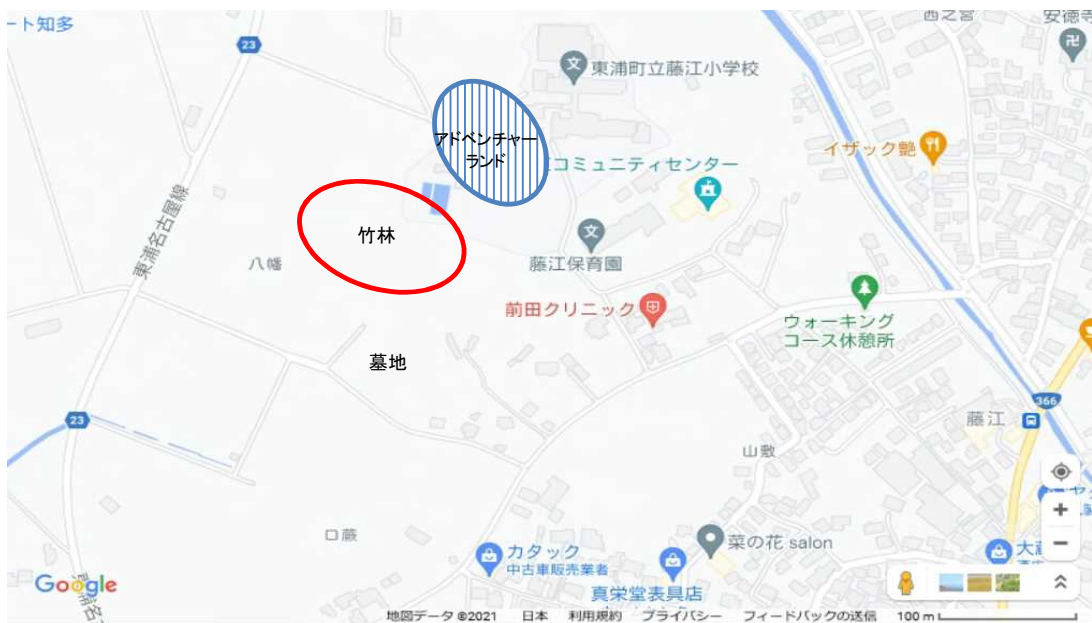 ート知多
23
西之宮
安徳寺
東浦町立藤江小学校
アドベンチャー
ランド
コミュニティセンター
イザック艶
東浦名古屋線
竹林
八幡
藤江保育園
前田クリニック
ウォーキング
コース休憩所
墓地
23
366
藤江
山敷
口蔵
カタック
中古車販売業者
真栄堂表具店
菜の花 salon
Google
地図データ ©2021 日本 利用規約 プライバシー フィードバックの送信 100 m